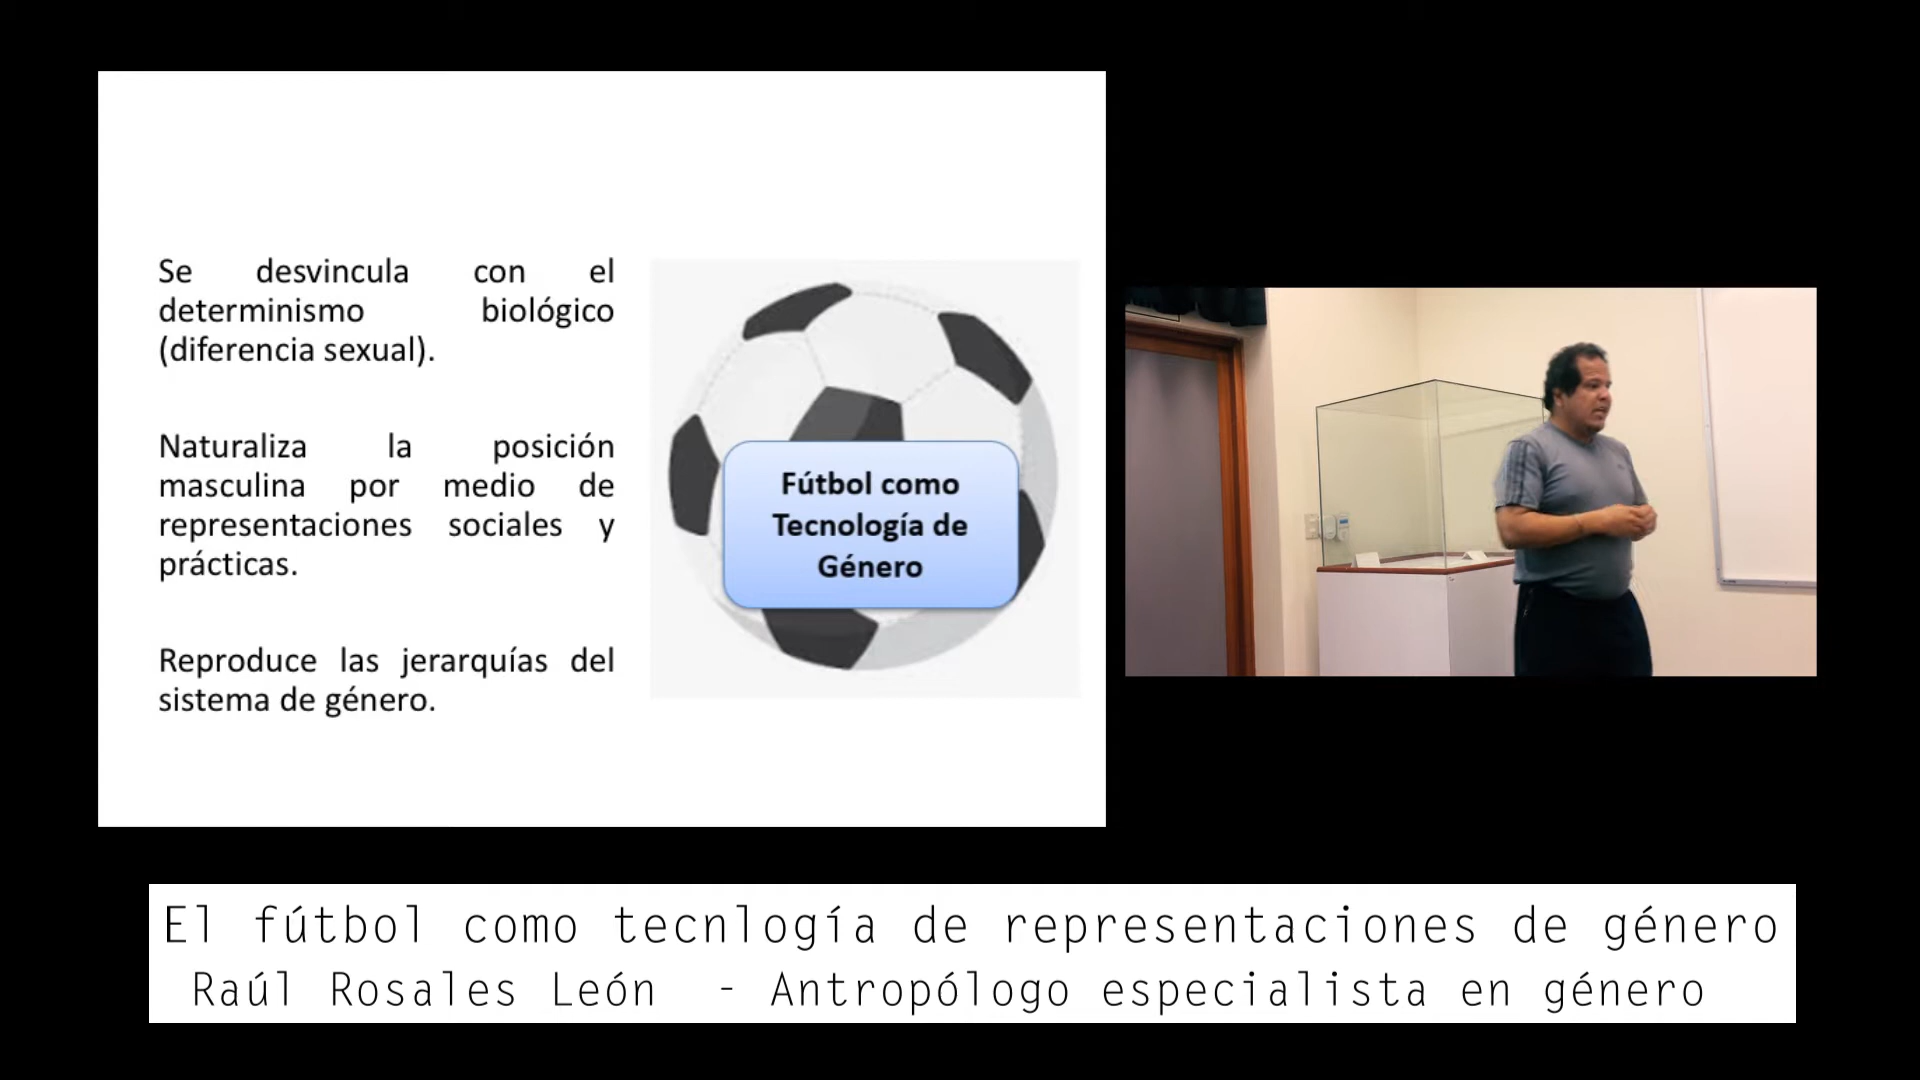 Se desvincula con el
determinismo biológico
(diferencia sexual).
Naturaliza la posición
masculina por medio de
representaciones sociales y
prácticas.
Reproduce las jerarquías del
sistema de género.
Fútbol como
Tecnología de
Género
El fútbol como tecnlogía de representaciones de género
Raúl Rosales León - Antropólogo especialista en género